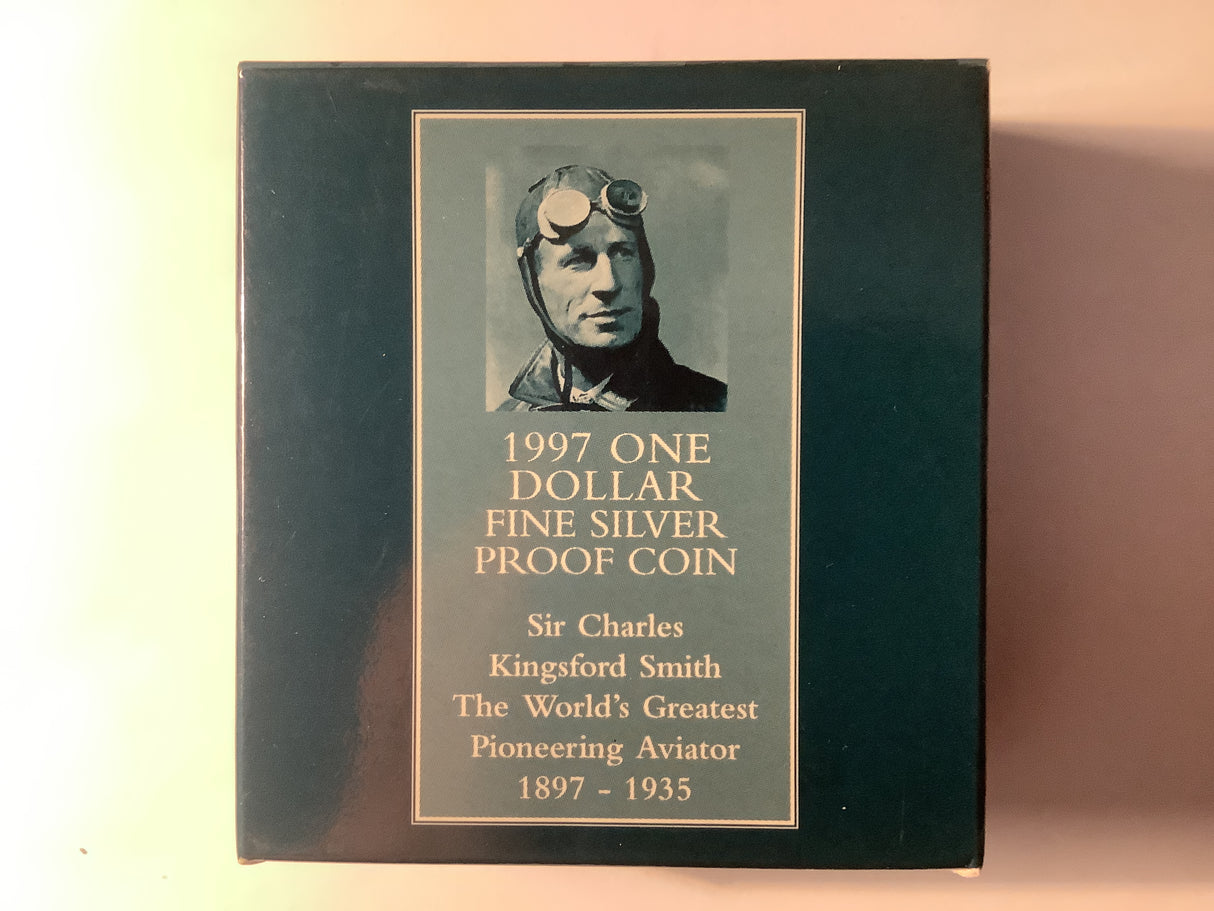 1997 ONE
DOLLAR
FINE SILVER
PROOF COIN
Sir Charles
Kingsford Smith
The World's Greatest
Pioneering Aviator
1897 - 1935